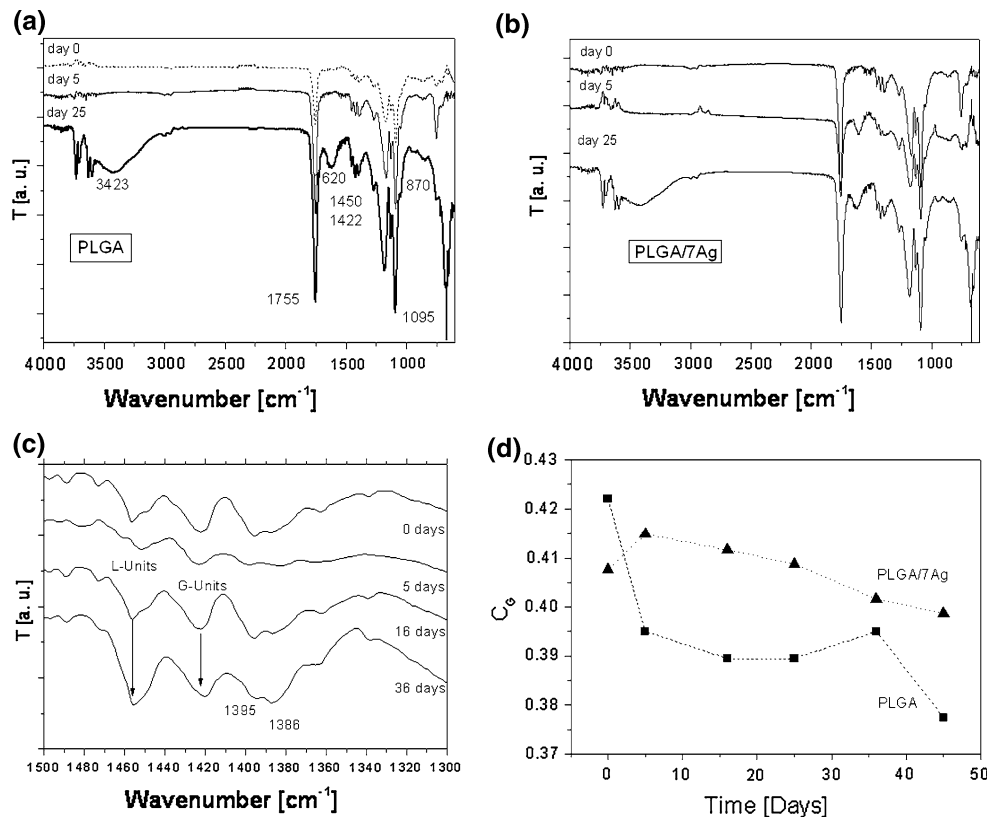 (a)
day 0
day 5
day 25
3423
620
1450
1422
870
PLGA
1755
1095
T [a. u.]
4000 3500 3000 2500 2000 1500 1000
Wavenumber [cm⁻¹]
(b)
day 0
day 5
day 25
PLGA/7Ag
T [a. u.]
4000 3500 3000 2500 2000 1500 1000
Wavenumber [cm⁻¹]
(c)
0 days
L-Units
G-Units
5 days
16 days
36 days
1395
1386
T [a. u.]
1500 1480 1460 1440 1420 1400 1380 1360 1340 1320 1300
Wavenumber [cm⁻¹]
(d)
0.43
0.42
0.41
0.40
0.39
0.38
0.37
C_G
PLGA/7Ag
PLGA
0 10 20 30 40 50
Time [Days]